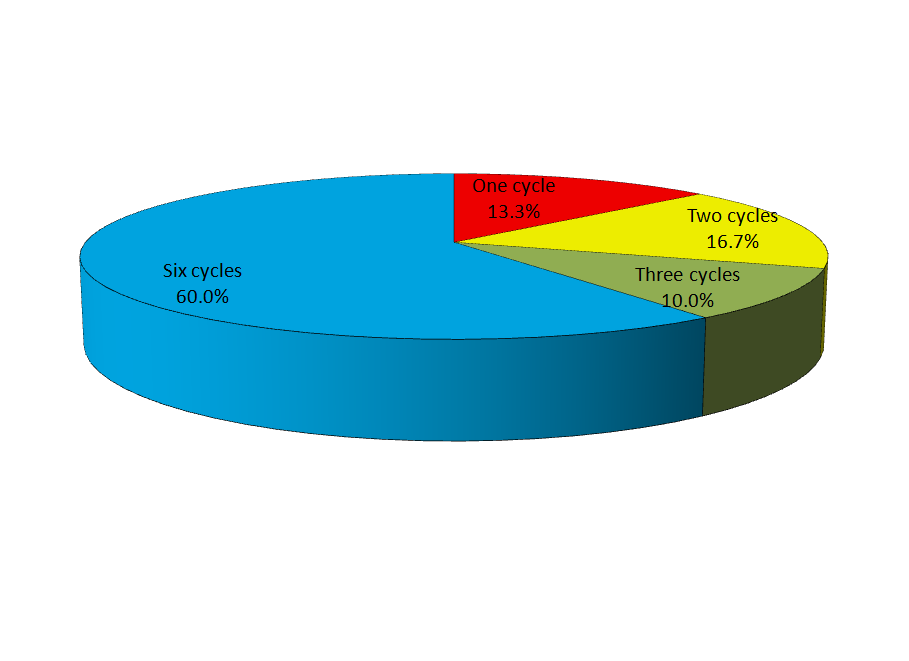 One cycle
13.3%
Two cycles
16.7%
Three cycles
10.0%
Six cycles
60.0%